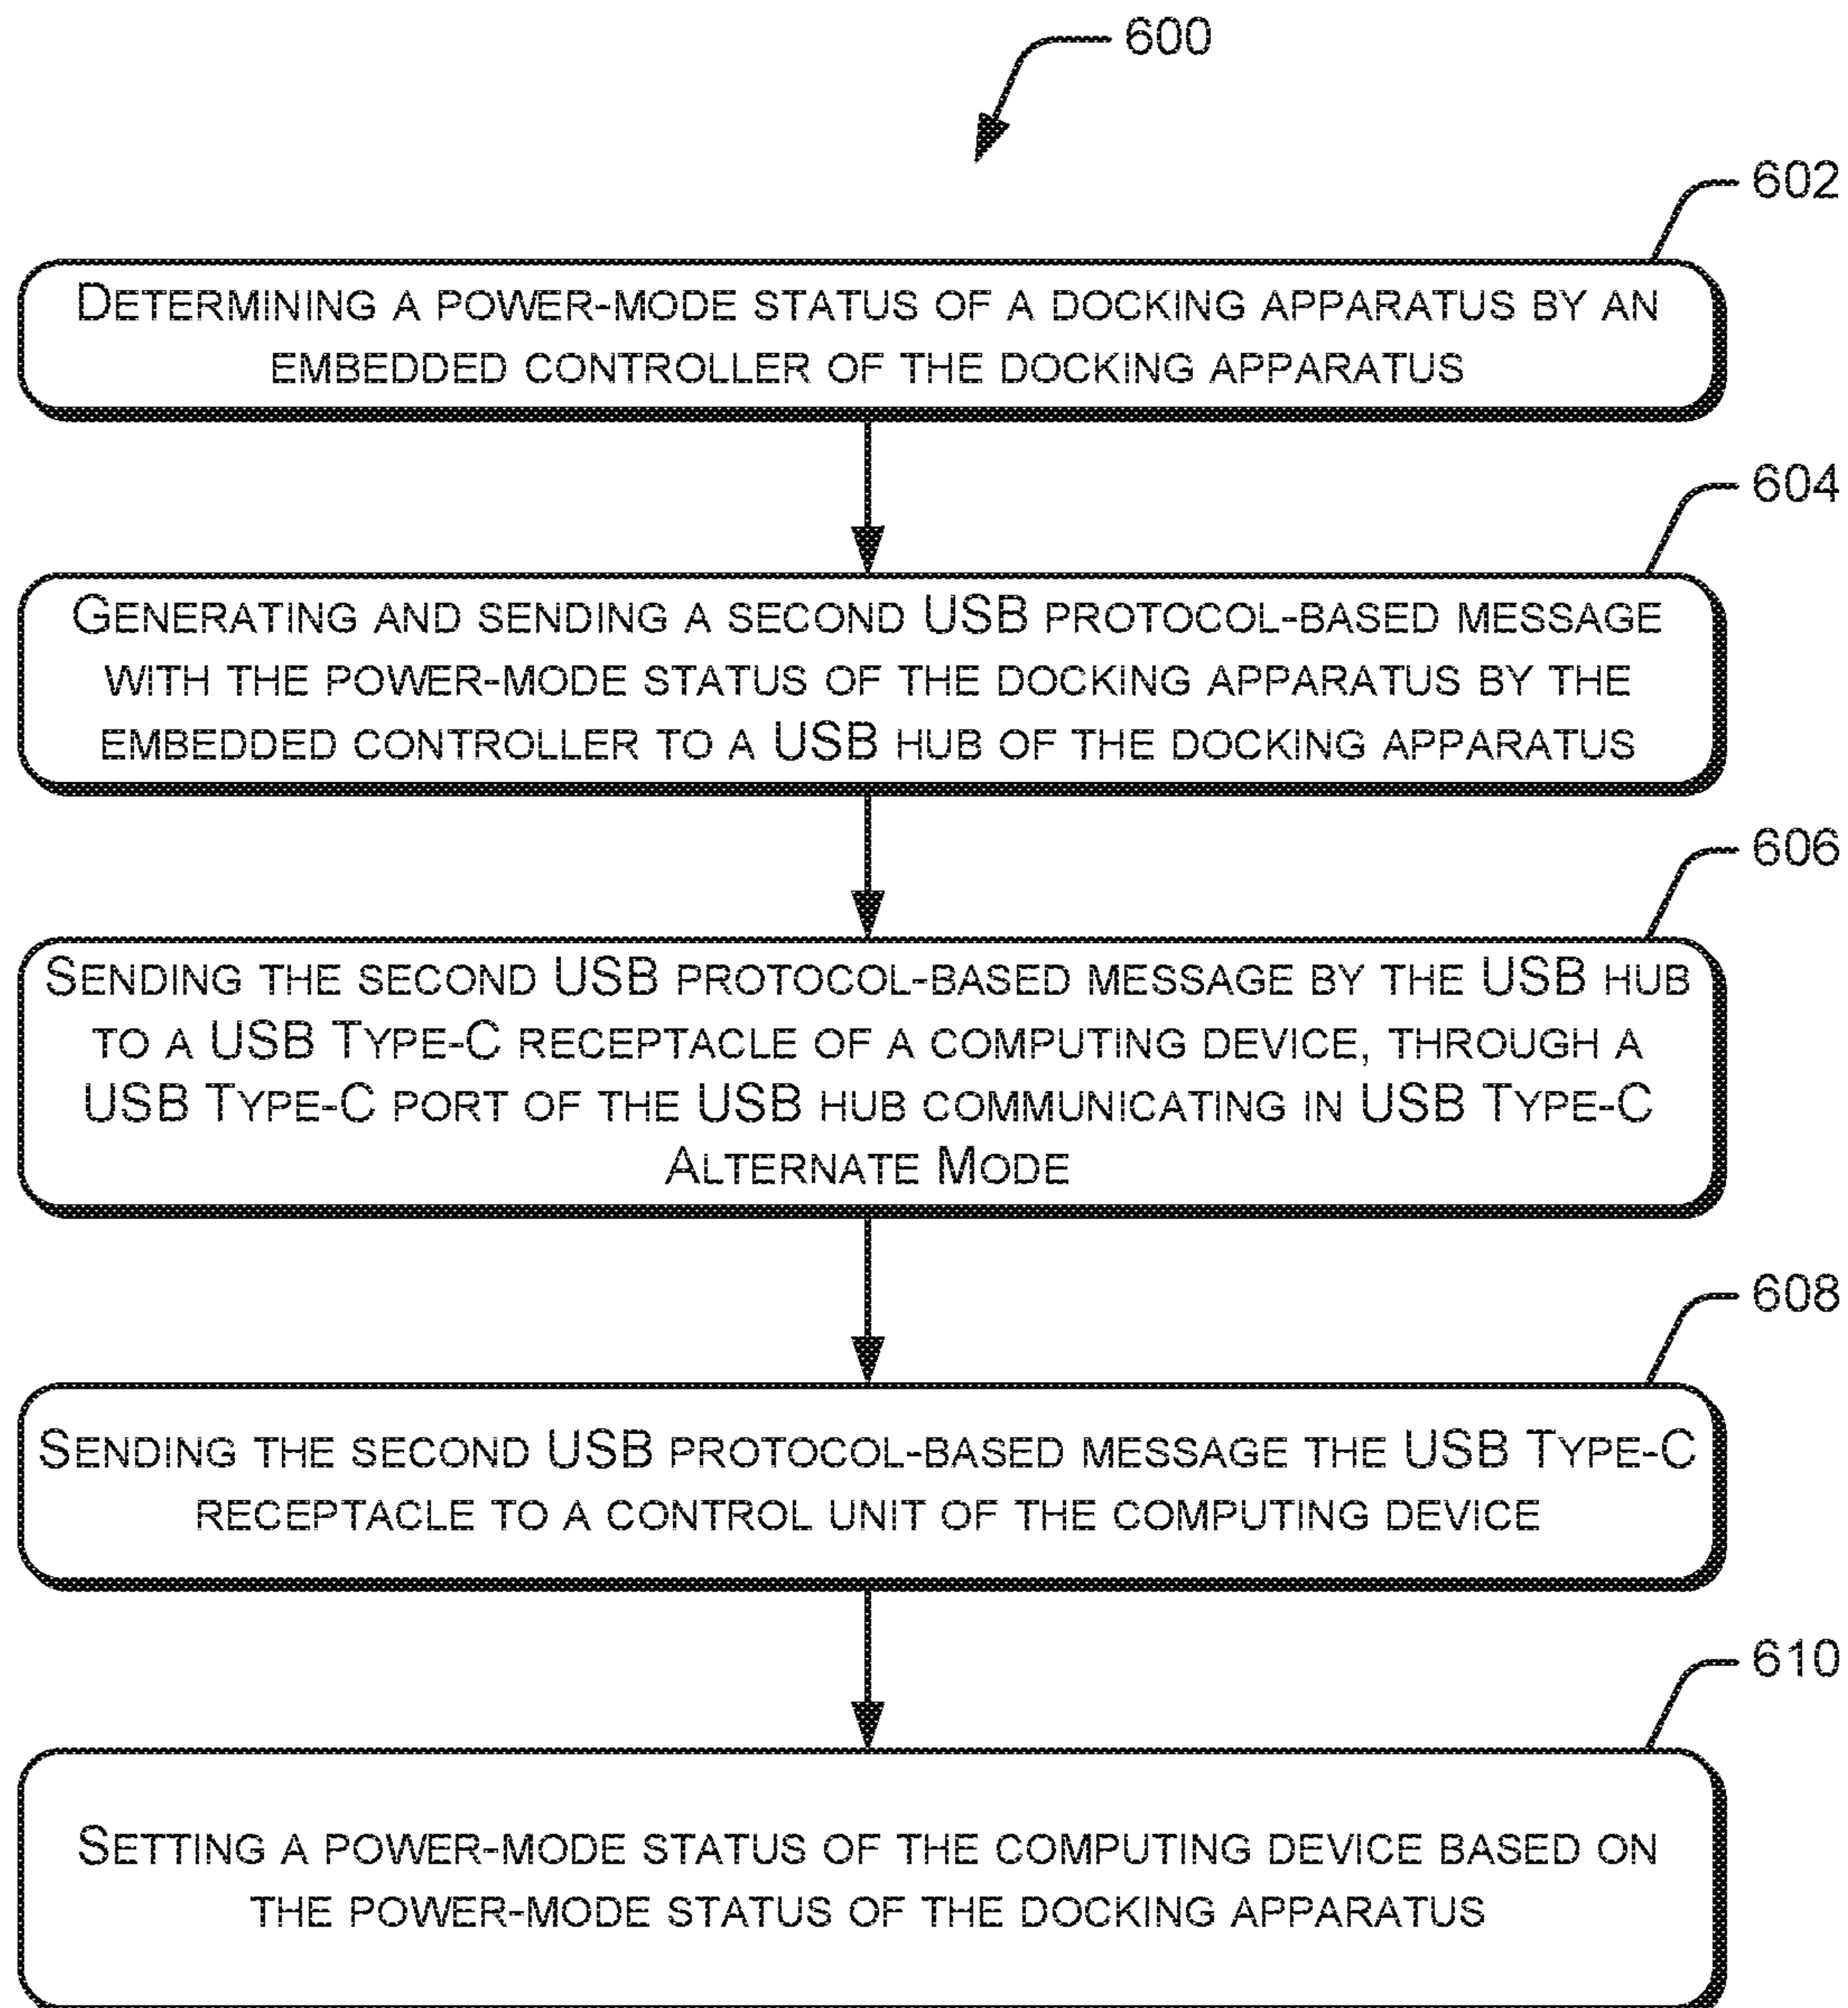 600
602
DETERMINING A POWER-MODE STATUS OF A DOCKING APPARATUS BY AN
EMBEDDED CONTROLLER OF THE DOCKING APPARATUS
604
GENERATING AND SENDING A SECOND USB PROTOCOL-BASED MESSAGE
WITH THE POWER-MODE STATUS OF THE DOCKING APPARATUS BY THE
EMBEDDED CONTROLLER TO A USB HUB OF THE DOCKING APPARATUS
606
SENDING THE SECOND USB PROTOCOL-BASED MESSAGE BY THE USB HUB
TO A USB TYPE-C RECEPTACLE OF A COMPUTING DEVICE, THROUGH A
USB TYPE-C PORT OF THE USB HUB COMMUNICATING IN USB TYPE-C
ALTERNATE MODE
608
SENDING THE SECOND USB PROTOCOL-BASED MESSAGE THE USB TYPE-C
RECEPTACLE TO A CONTROL UNIT OF THE COMPUTING DEVICE
610
SETTING A POWER-MODE STATUS OF THE COMPUTING DEVICE BASED ON
THE POWER-MODE STATUS OF THE DOCKING APPARATUS